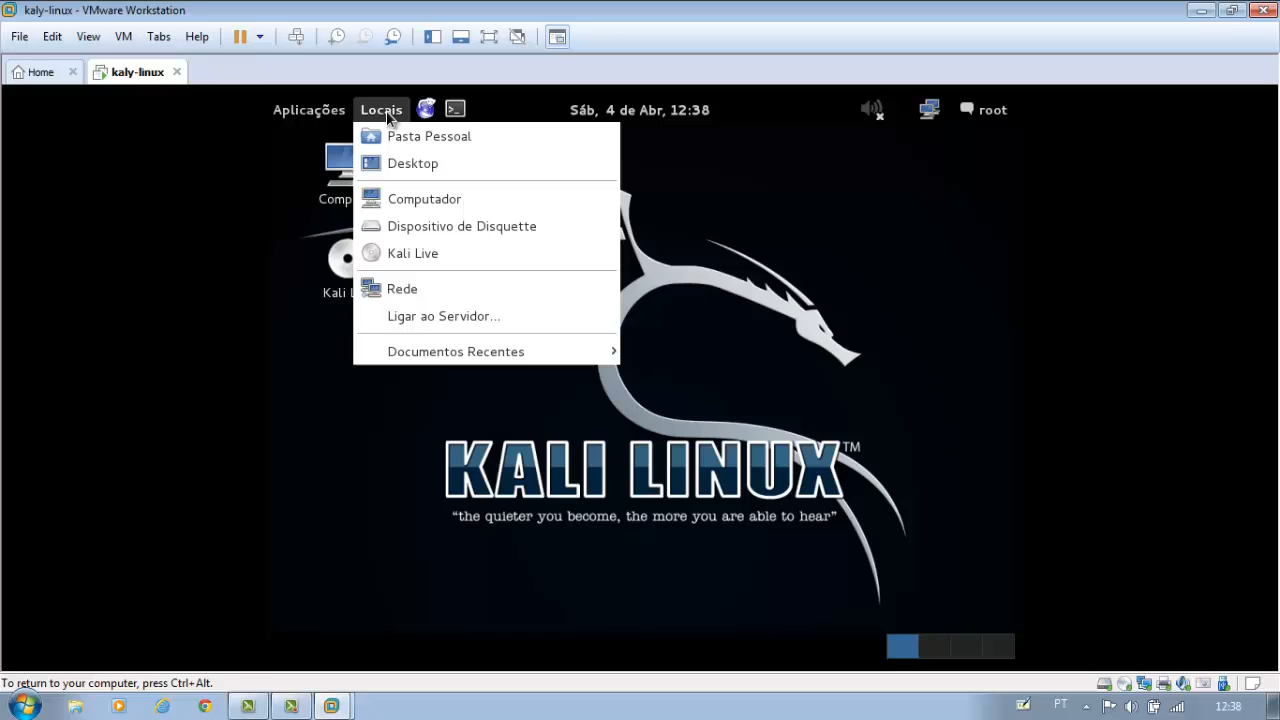 kaly-linux - VMware Workstation
File Edit View VM Tabs Help
Home kaly-linux
Aplicações Locais Sáb, 4 de Abr, 12:38 root
Pasta Pessoal
Desktop
Comp
Computador
Dispositivo de Disquette
Kali Live
Kali L
Rede
Ligar ao Servidor...
Documentos Recentes
KALI LINUX™
“the quieter you become, the more you are able to hear”
To return to your computer, press Ctrl+Alt.
PT 12:38